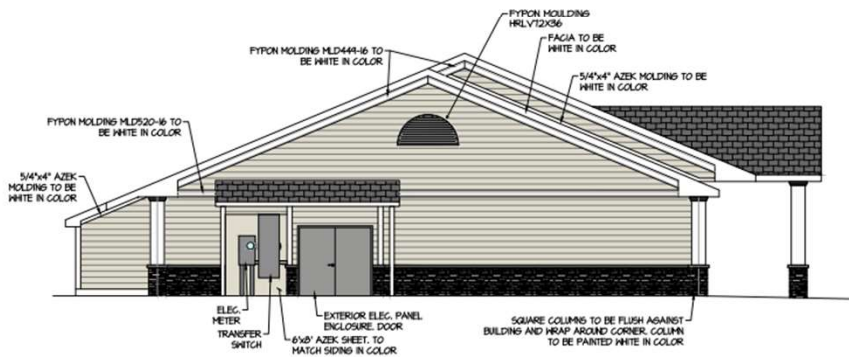 FYPON MOULDING
HRLV72X36
FYPON MOLDING MLD444-16 TO
BE WHITE IN COLOR
FACIA TO BE
WHITE IN COLOR
5/4"x4" AZEK MOLDING TO BE
WHITE IN COLOR
FYPON MOLDING MLD520-16 TO
BE WHITE IN COLOR
5/4"x4" AZEK
MOLDING TO BE
WHITE IN COLOR
ELEC.
METER
TRANSFER
SWITCH
EXTERIOR ELEC. PANEL
ENCLOSURE. DOOR
6'x8' AZEK SHEET. TO
MATCH SIDING IN COLOR
SQUARE COLUMNS TO BE FLUSH AGAINST
BUILDING AND WRAP AROUND CORNER. COLUMN
TO BE PAINTED WHITE IN COLOR